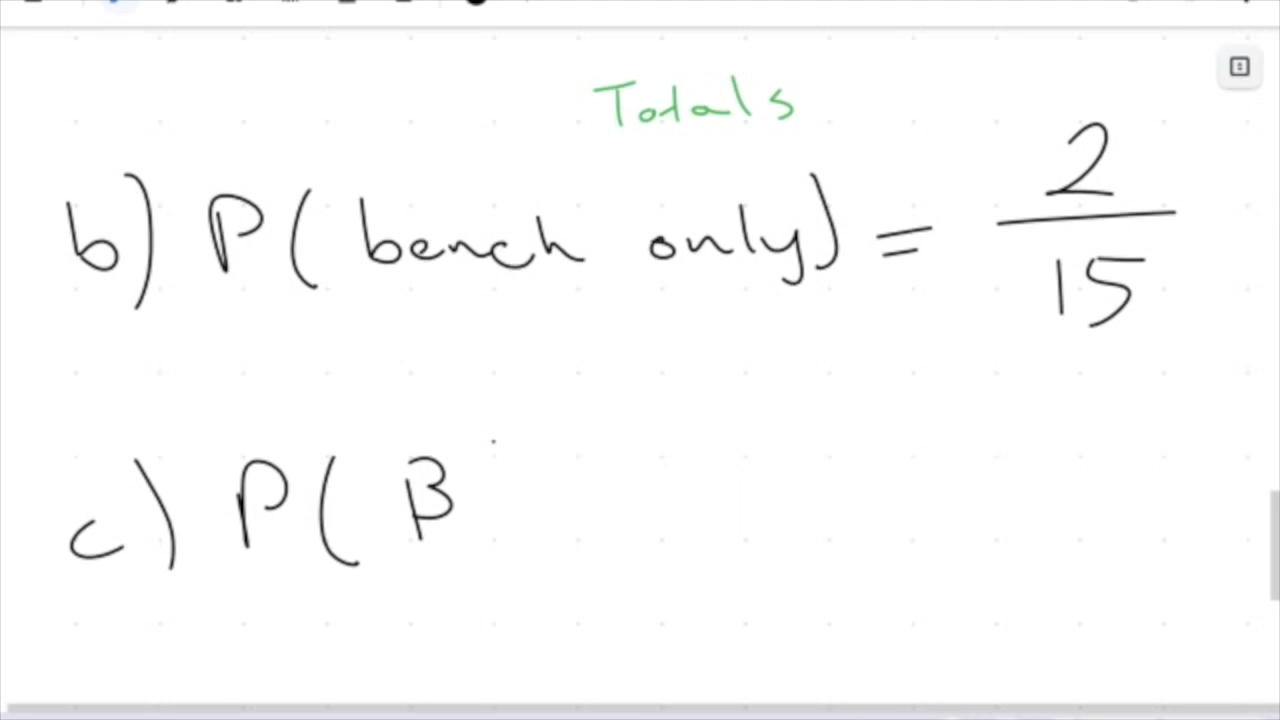 Totals
b) P(bench only) = 2/15
c) P( B